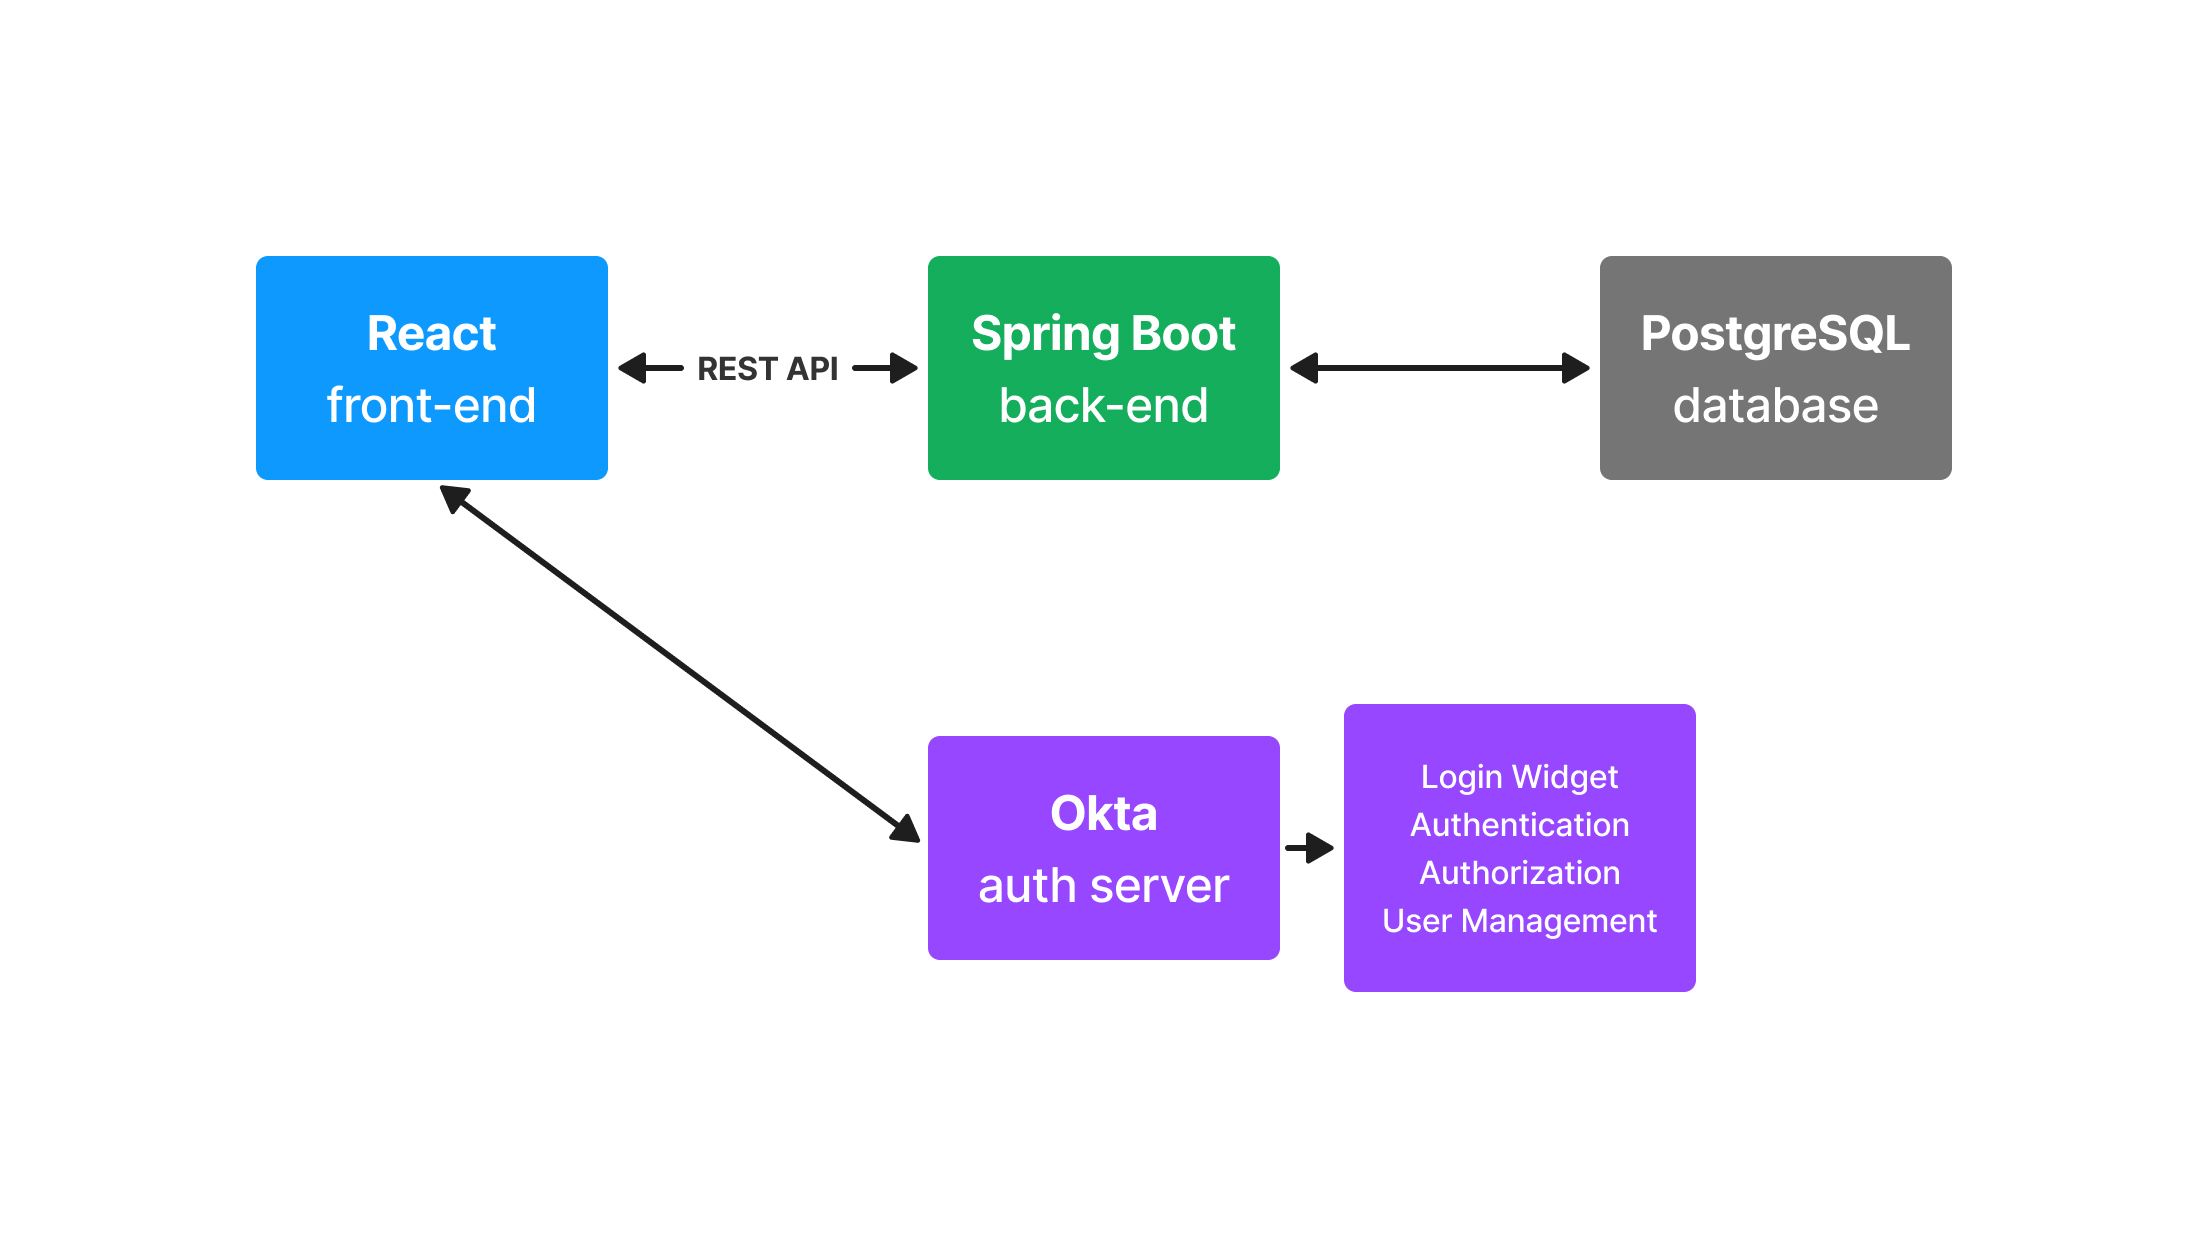 React
front-end
REST API
Spring Boot
back-end
PostgreSQL
database
Okta
auth server
Login Widget
Authentication
Authorization
User Management